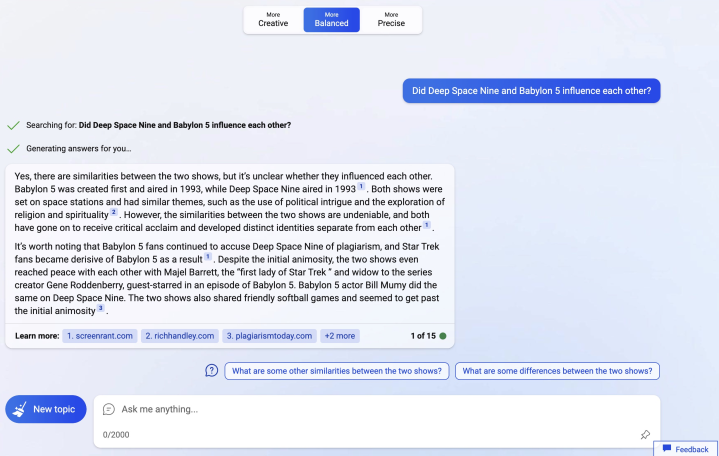 More
Creative
More
Balanced
More
Precise
Did Deep Space Nine and Babylon 5 influence each other?
Searching for: Did Deep Space Nine and Babylon 5 influence each other?
Generating answers for you...
Yes, there are similarities between the two shows, but it's unclear whether they influenced each other.
Babylon 5 was created first and aired in 1993, while Deep Space Nine aired in 1993 1 . Both shows were
set on space stations and had similar themes, such as the use of political intrigue and the exploration of
religion and spirituality 2 . However, the similarities between the two shows are undeniable, and both
have gone on to receive critical acclaim and developed distinct identities separate from each other 1 .
It's worth noting that Babylon 5 fans continued to accuse Deep Space Nine of plagiarism, and Star Trek
fans became derisive of Babylon 5 as a result 1 . Despite the initial animosity, the two shows even
reached peace with each other with Majel Barrett, the "first lady of Star Trek " and widow to the series
creator Gene Roddenberry, guest-starred in an episode of Babylon 5. Babylon 5 actor Bill Mumy did the
same on Deep Space Nine. The two shows also shared friendly softball games and seemed to get past
the initial animosity 3 .
Learn more: 1. screenrant.com 2. richhandley.com 3. plagiarismtoday.com +2 more 1 of 15
What are some other similarities between the two shows? What are some differences between the two shows?
New topic
Ask me anything...
0/2000
Feedback